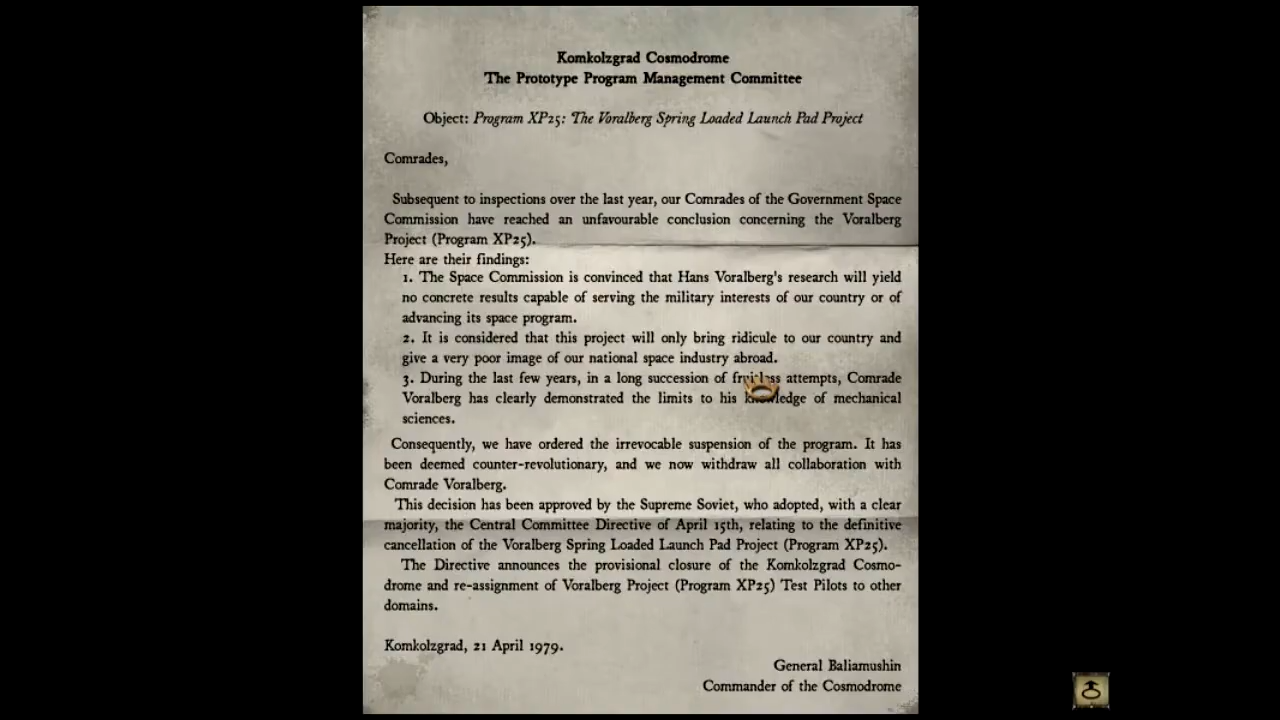 Komkolzgrad Cosmodrome
The Prototype Program Management Committee
Object: Program XP25: The Voralberg Spring Loaded Launch Pad Project
Comrades,
Subsequent to inspections over the last year, our Comrades of the Government Space
Commission have reached an unfavourable conclusion concerning the Voralberg
Project (Program XP25).
Here are their findings:
1. The Space Commission is convinced that Hans Voralberg's research will yield
no concrete results capable of serving the military interests of our country or of
advancing its space program.
2. It is considered that this project will only bring ridicule to our country and
give a very poor image of our national space industry abroad.
3. During the last few years, in a long succession of fruitless attempts, Comrade
Voralberg has clearly demonstrated the limits to his knowledge of mechanical
sciences.
Consequently, we have ordered the irrevocable suspension of the program. It has
been deemed counter-revolutionary, and we now withdraw all collaboration with
Comrade Voralberg.
This decision has been approved by the Supreme Soviet, who adopted, with a clear
majority, the Central Committee Directive of April 15th, relating to the definitive
cancellation of the Voralberg Spring Loaded Launch Pad Project (Program XP25).
The Directive announces the provisional closure of the Komkolzgrad Cosmo-
drome and re-assignment of Voralberg Project (Program XP25) Test Pilots to other
domains.
Komkolzgrad, 21 April 1979.
General Baliamushin
Commander of the Cosmodrome